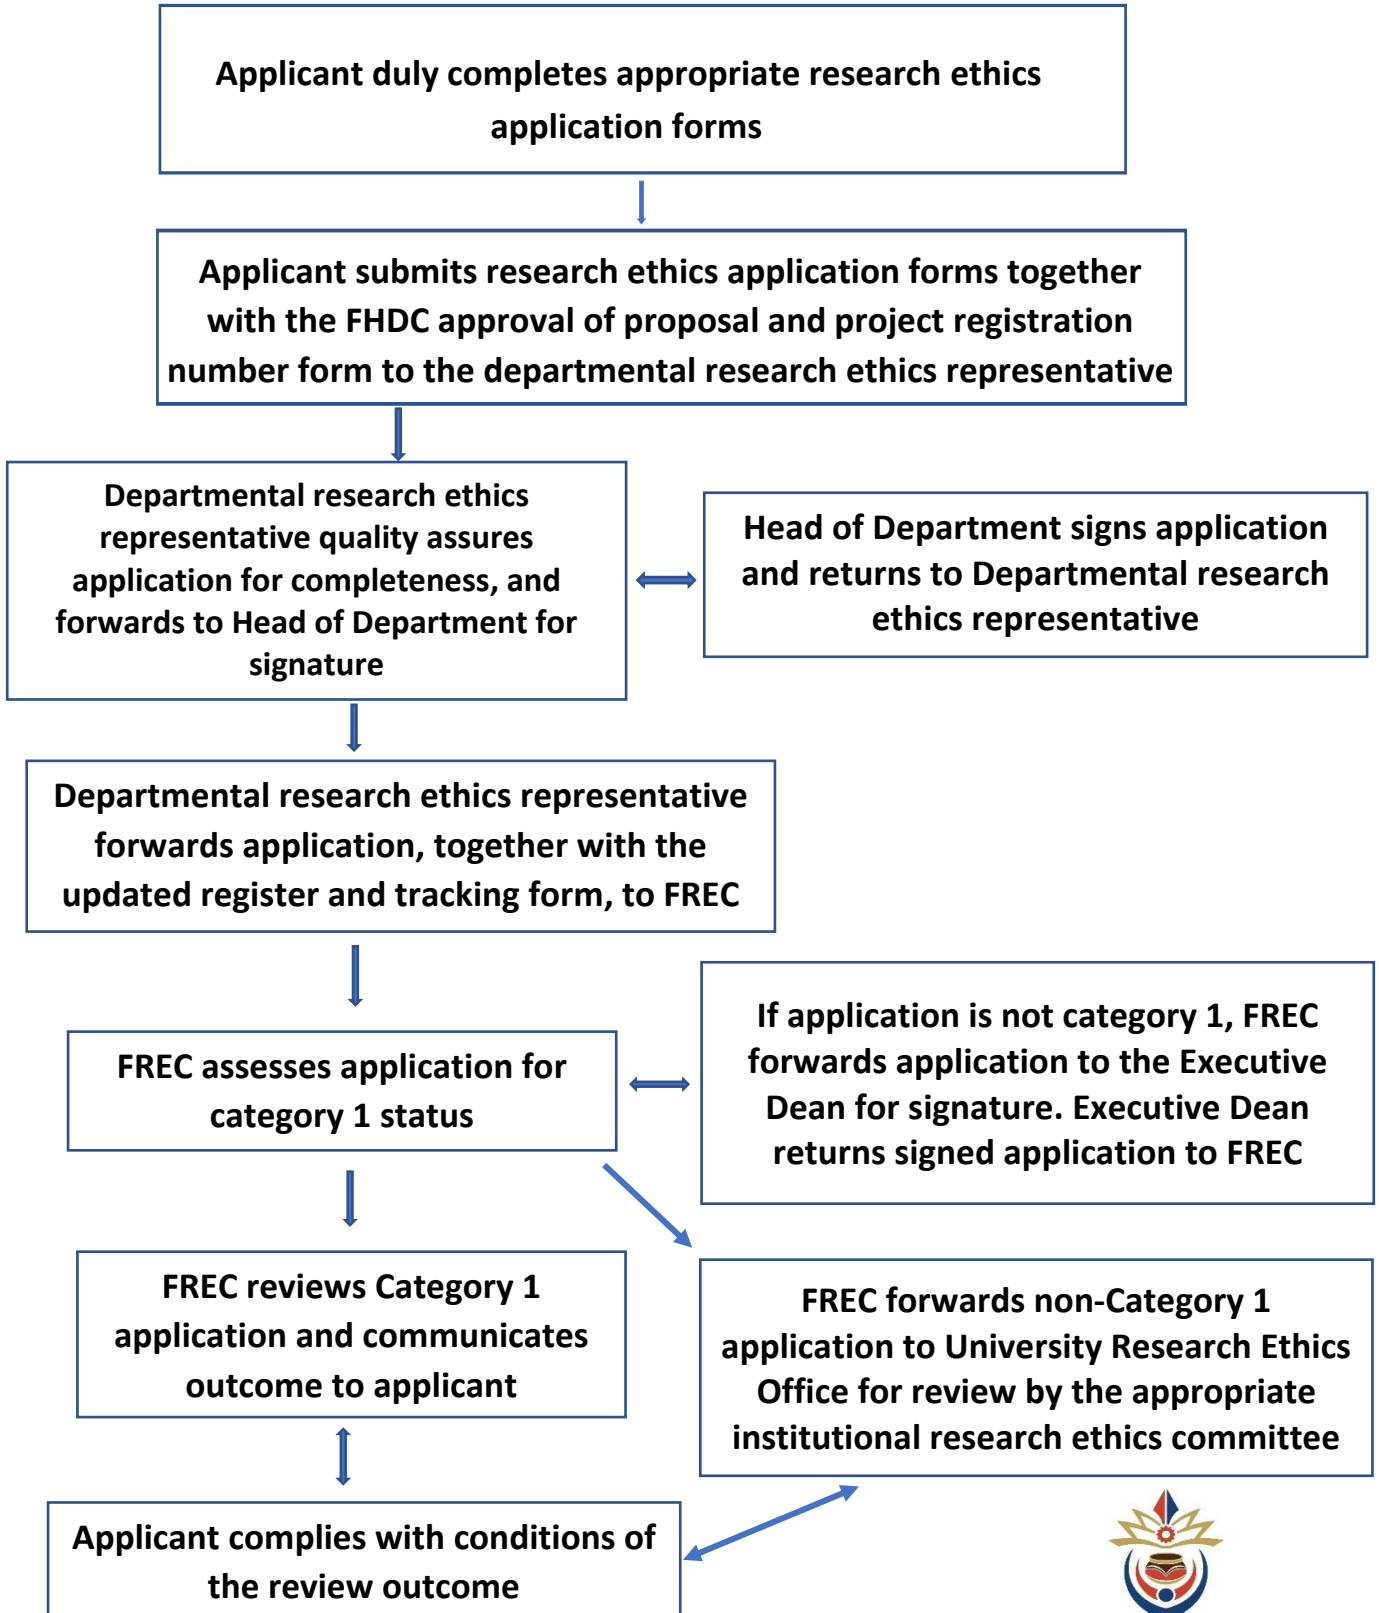 Applicant duly completes appropriate research ethics
application forms
Applicant submits research ethics application forms together
with the FHDC approval of proposal and project registration
number form to the departmental research ethics representative
Departmental research ethics
representative quality assures
application for completeness, and
forwards to Head of Department for
signature
Head of Department signs application
and returns to Departmental research
ethics representative
Departmental research ethics representative
forwards application, together with the
updated register and tracking form, to FREC
FREC assesses application for
category 1 status
If application is not category 1, FREC
forwards application to the Executive
Dean for signature. Executive Dean
returns signed application to FREC
FREC reviews Category 1
application and communicates
outcome to applicant
FREC forwards non-Category 1
application to University Research Ethics
Office for review by the appropriate
institutional research ethics committee
Applicant complies with conditions of
the review outcome